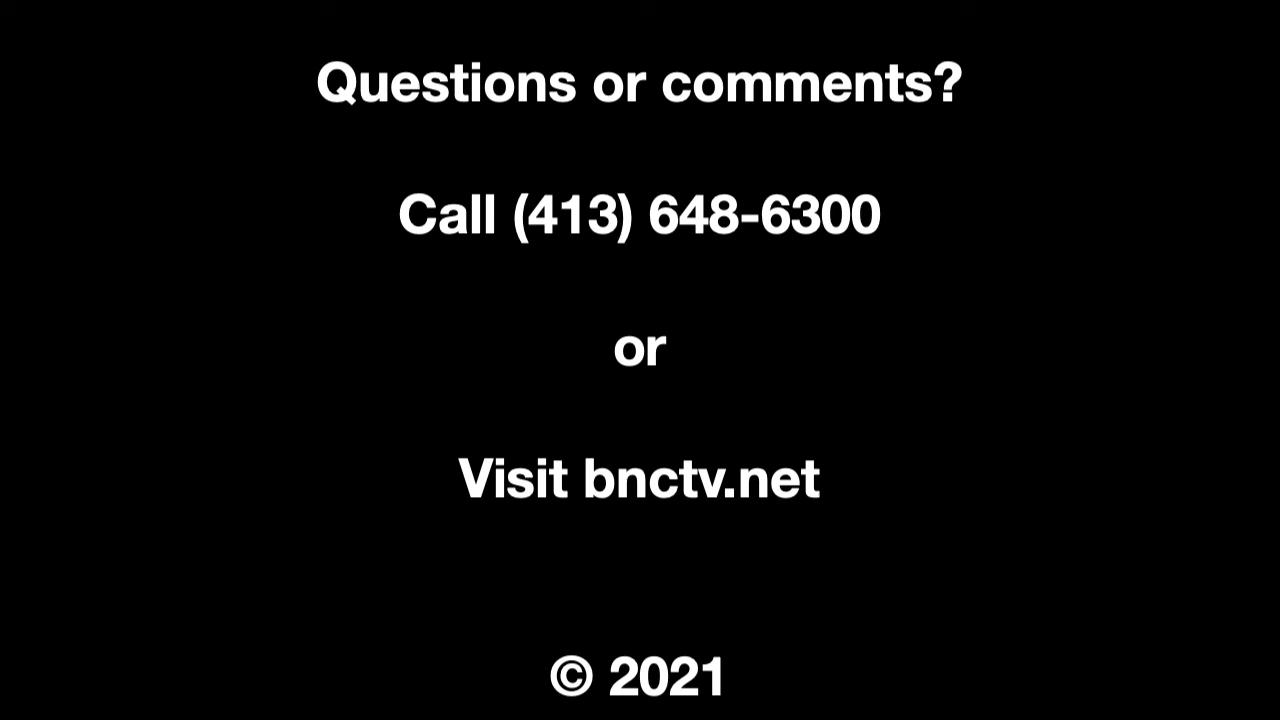 Questions or comments?
Call (413) 648-6300
or
Visit bnctv.net
© 2021